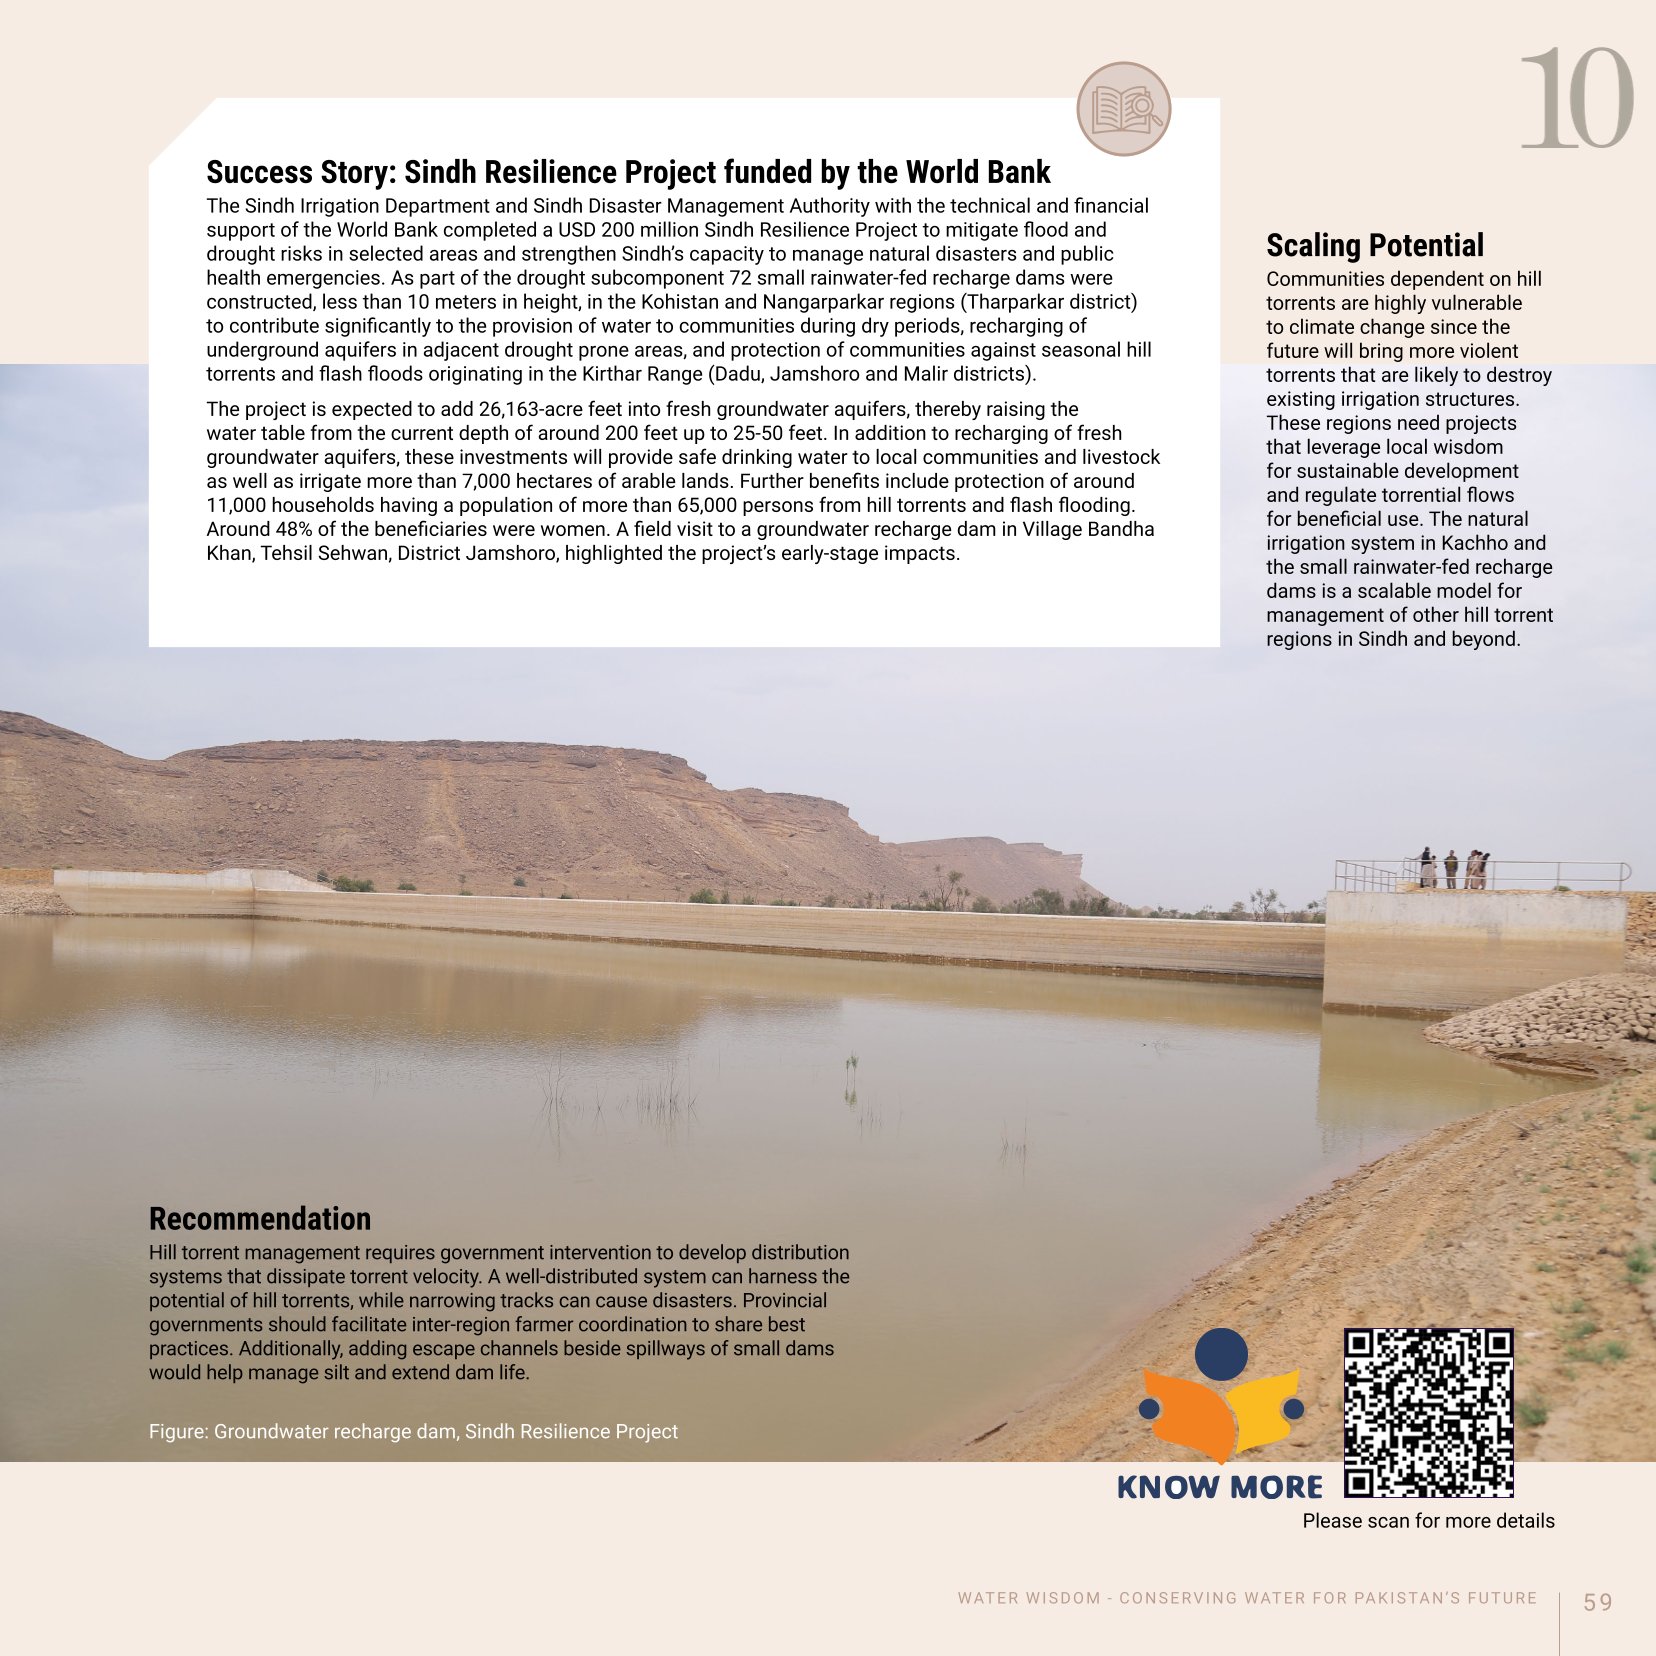 10
Success Story: Sindh Resilience Project funded by the World Bank
The Sindh Irrigation Department and Sindh Disaster Management Authority with the technical and financial
support of the World Bank completed a USD 200 million Sindh Resilience Project to mitigate flood and
drought risks in selected areas and strengthen Sindh’s capacity to manage natural disasters and public
health emergencies. As part of the drought subcomponent 72 small rainwater-fed recharge dams were
constructed, less than 10 meters in height, in the Kohistan and Nangarparkar regions (Tharparkar district)
to contribute significantly to the provision of water to communities during dry periods, recharging of
underground aquifers in adjacent drought prone areas, and protection of communities against seasonal hill
torrents and flash floods originating in the Kirthar Range (Dadu, Jamshoro and Malir districts).
The project is expected to add 26,163-acre feet into fresh groundwater aquifers, thereby raising the
water table from the current depth of around 200 feet up to 25-50 feet. In addition to recharging of fresh
groundwater aquifers, these investments will provide safe drinking water to local communities and livestock
as well as irrigate more than 7,000 hectares of arable lands. Further benefits include protection of around
11,000 households having a population of more than 65,000 persons from hill torrents and flash flooding.
Around 48% of the beneficiaries were women. A field visit to a groundwater recharge dam in Village Bandha
Khan, Tehsil Sehwan, District Jamshoro, highlighted the project’s early-stage impacts.
Scaling Potential
Communities dependent on hill
torrents are highly vulnerable
to climate change since the
future will bring more violent
torrents that are likely to destroy
existing irrigation structures.
These regions need projects
that leverage local wisdom
for sustainable development
and regulate torrential flows
for beneficial use. The natural
irrigation system in Kachho and
the small rainwater-fed recharge
dams is a scalable model for
management of other hill torrent
regions in Sindh and beyond.
Recommendation
Hill torrent management requires government intervention to develop distribution
systems that dissipate torrent velocity. A well-distributed system can harness the
potential of hill torrents, while narrowing tracks can cause disasters. Provincial
governments should facilitate inter-region farmer coordination to share best
practices. Additionally, adding escape channels beside spillways of small dams
would help manage silt and extend dam life.
Figure: Groundwater recharge dam, Sindh Resilience Project
KNOW MORE
Please scan for more details
WATER WISDOM - CONSERVING WATER FOR PAKISTAN’S FUTURE
59